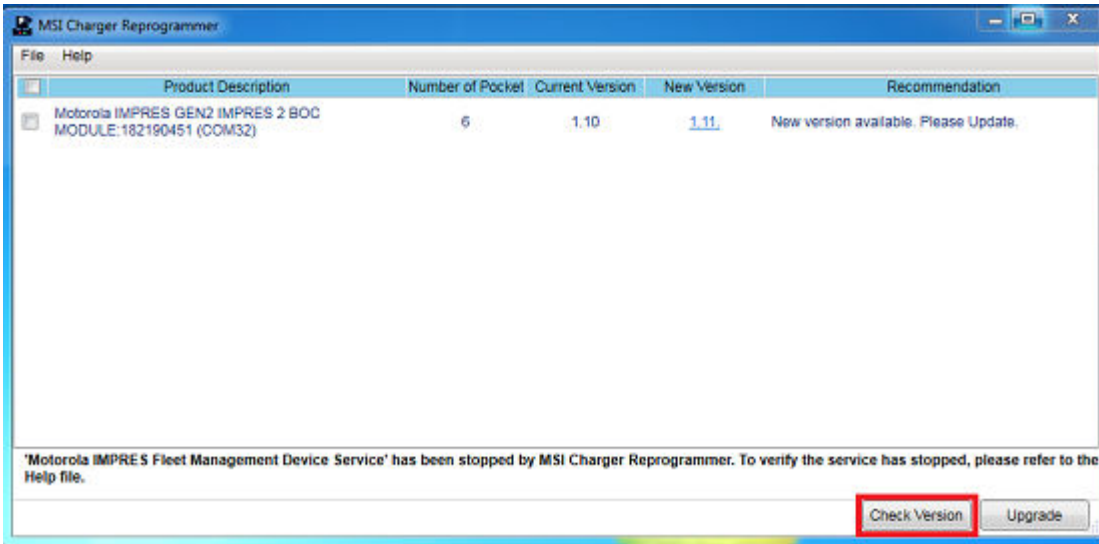 MSI Charger Reprogrammer
File Help
Product Description Number of Pocket Current Version New Version Recommendation
Motorola IMPRES GEN2 IMPRES 2 BOC
MODULE:182190451 (COM32) 6 1.10 1.11. New version available. Please Update.
'Motorola IMPRES Fleet Management Device Service' has been stopped by MSI Charger Reprogrammer. To verify the service has stopped, please refer to the
Help file.
Check Version Upgrade